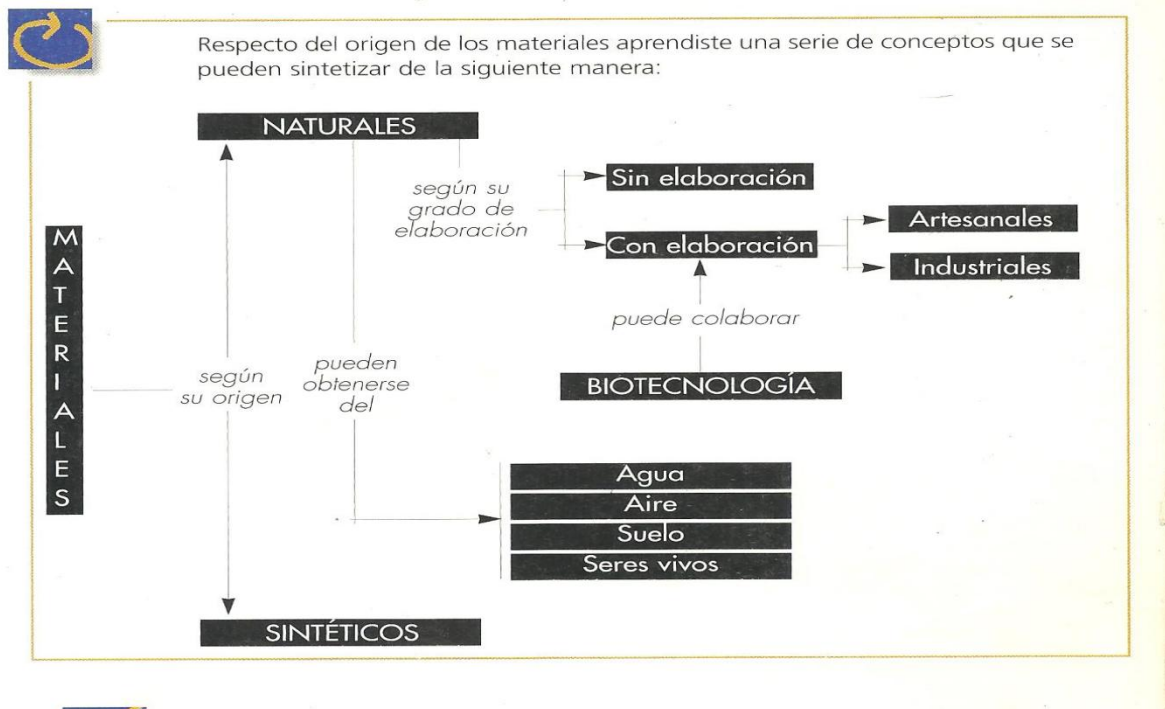 Respecto del origen de los materiales aprendiste una serie de conceptos que se
pueden sintetizar de la siguiente manera:
NATURALES
según su
grado de
elaboración
Sin elaboración
Con elaboración
Artesanales
Industriales
puede colaborar
BIOTECNOLOGÍA
MATERIALES
según
su origen
pueden
obtenerse
del
Agua
Aire
Suelo
Seres vivos
SINTÉTICOS